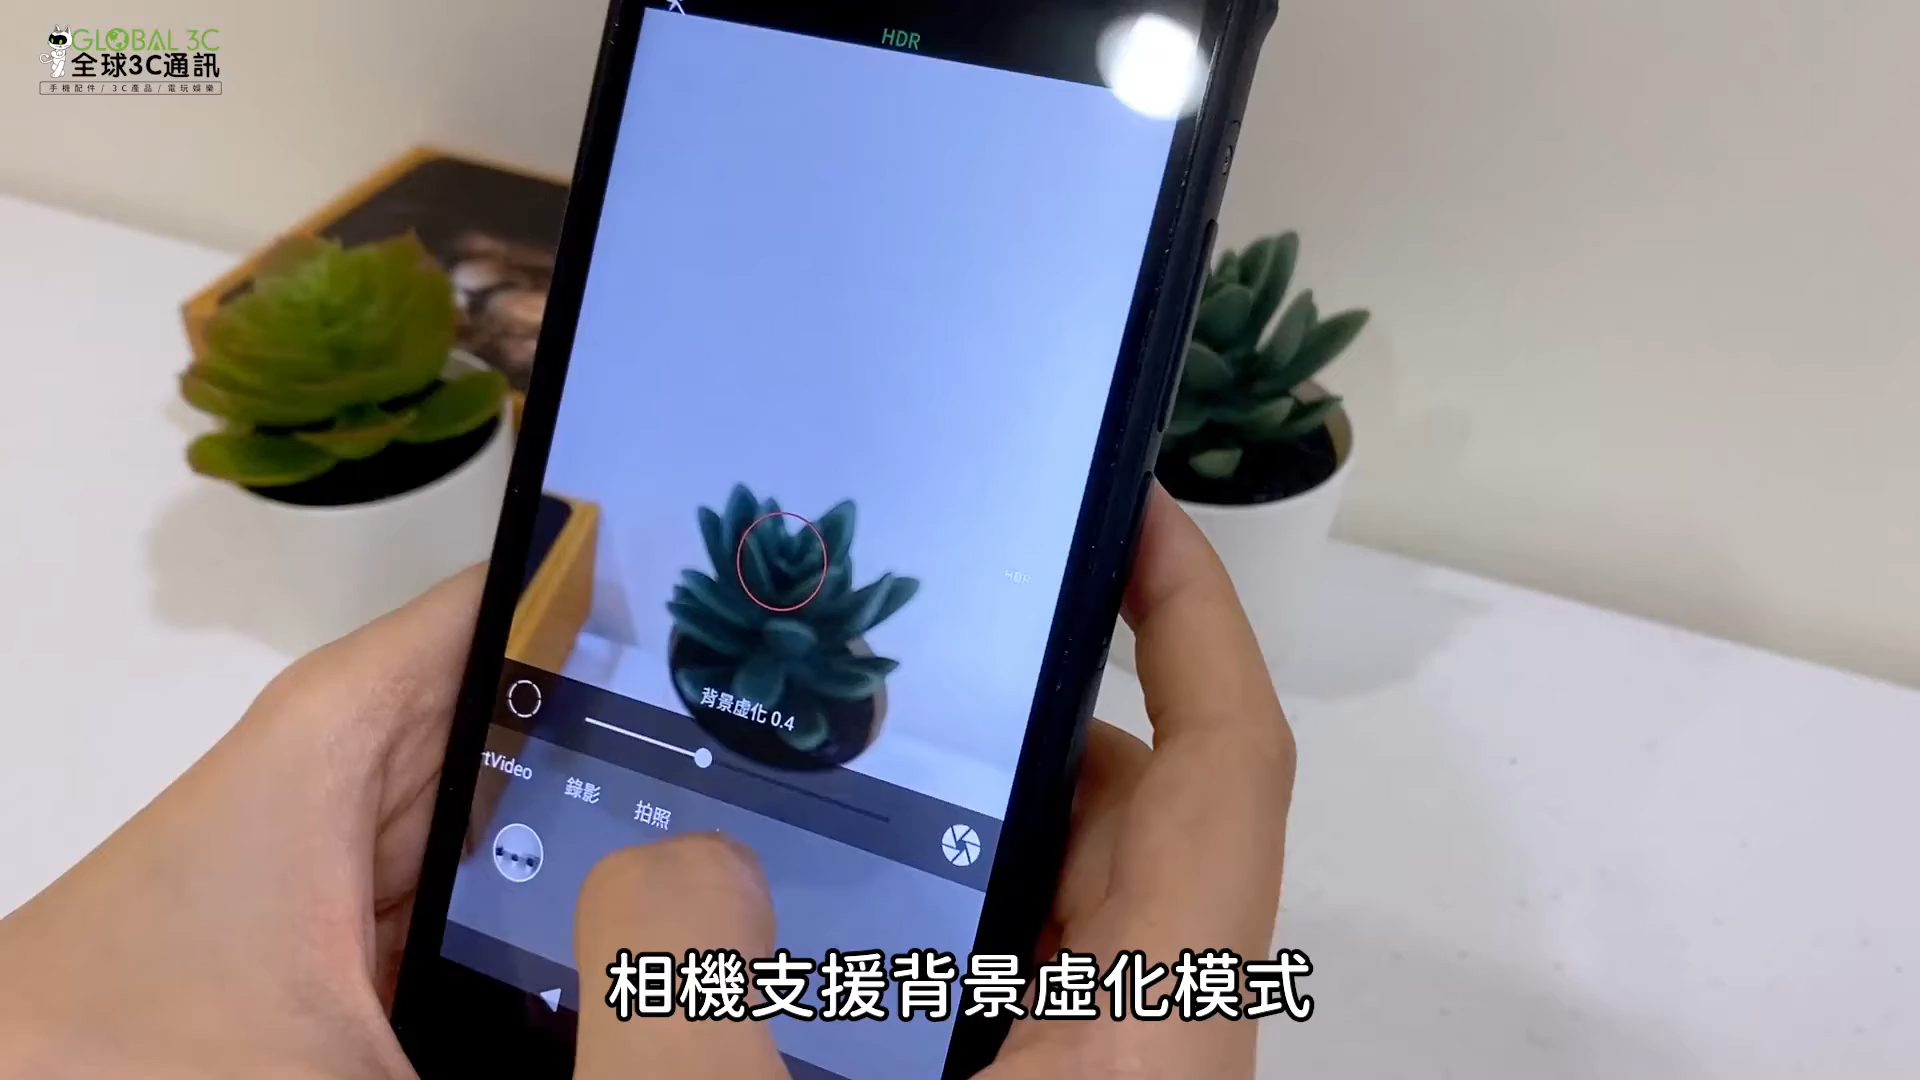 GLOBAL 3C
全球3C通訊
手機配件/3C產品/電玩娛樂
HDR
HDR
背景虛化 0.4
tVideo
錄影
拍照
相機支援背景虛化模式